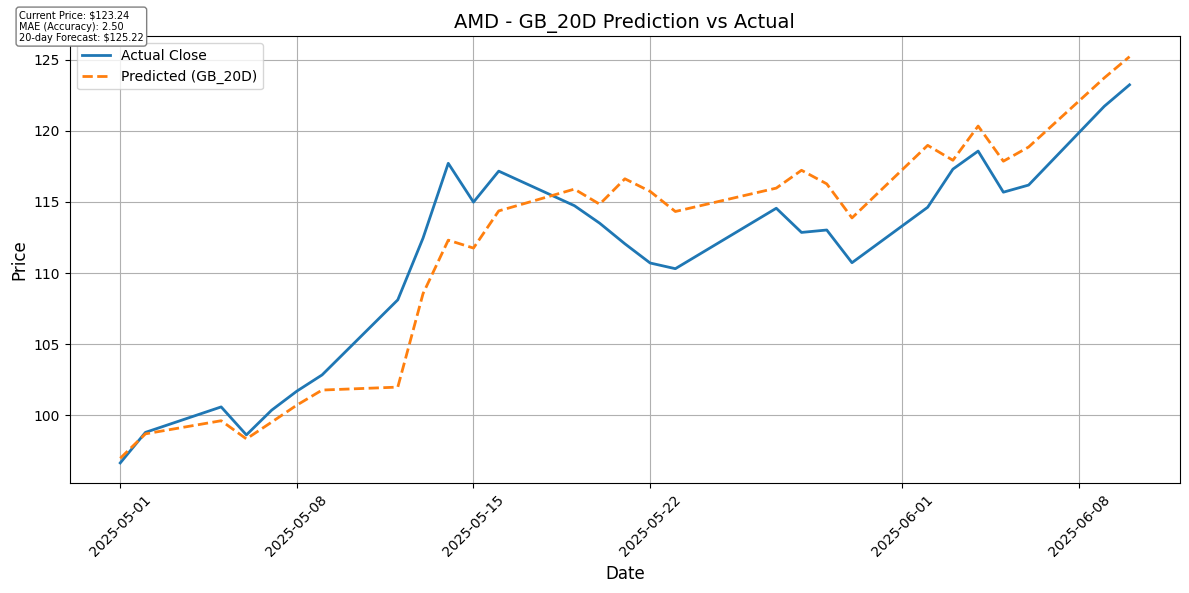 AMD - GB_20D Prediction vs Actual
Current Price: $123.24
MAE (Accuracy): 2.50
20-day Forecast: $125.22
Actual Close
Predicted (GB_20D)
Price
125
120
115
110
105
100
2025-05-01
2025-05-08
2025-05-15
2025-05-22
2025-06-01
2025-06-08
Date